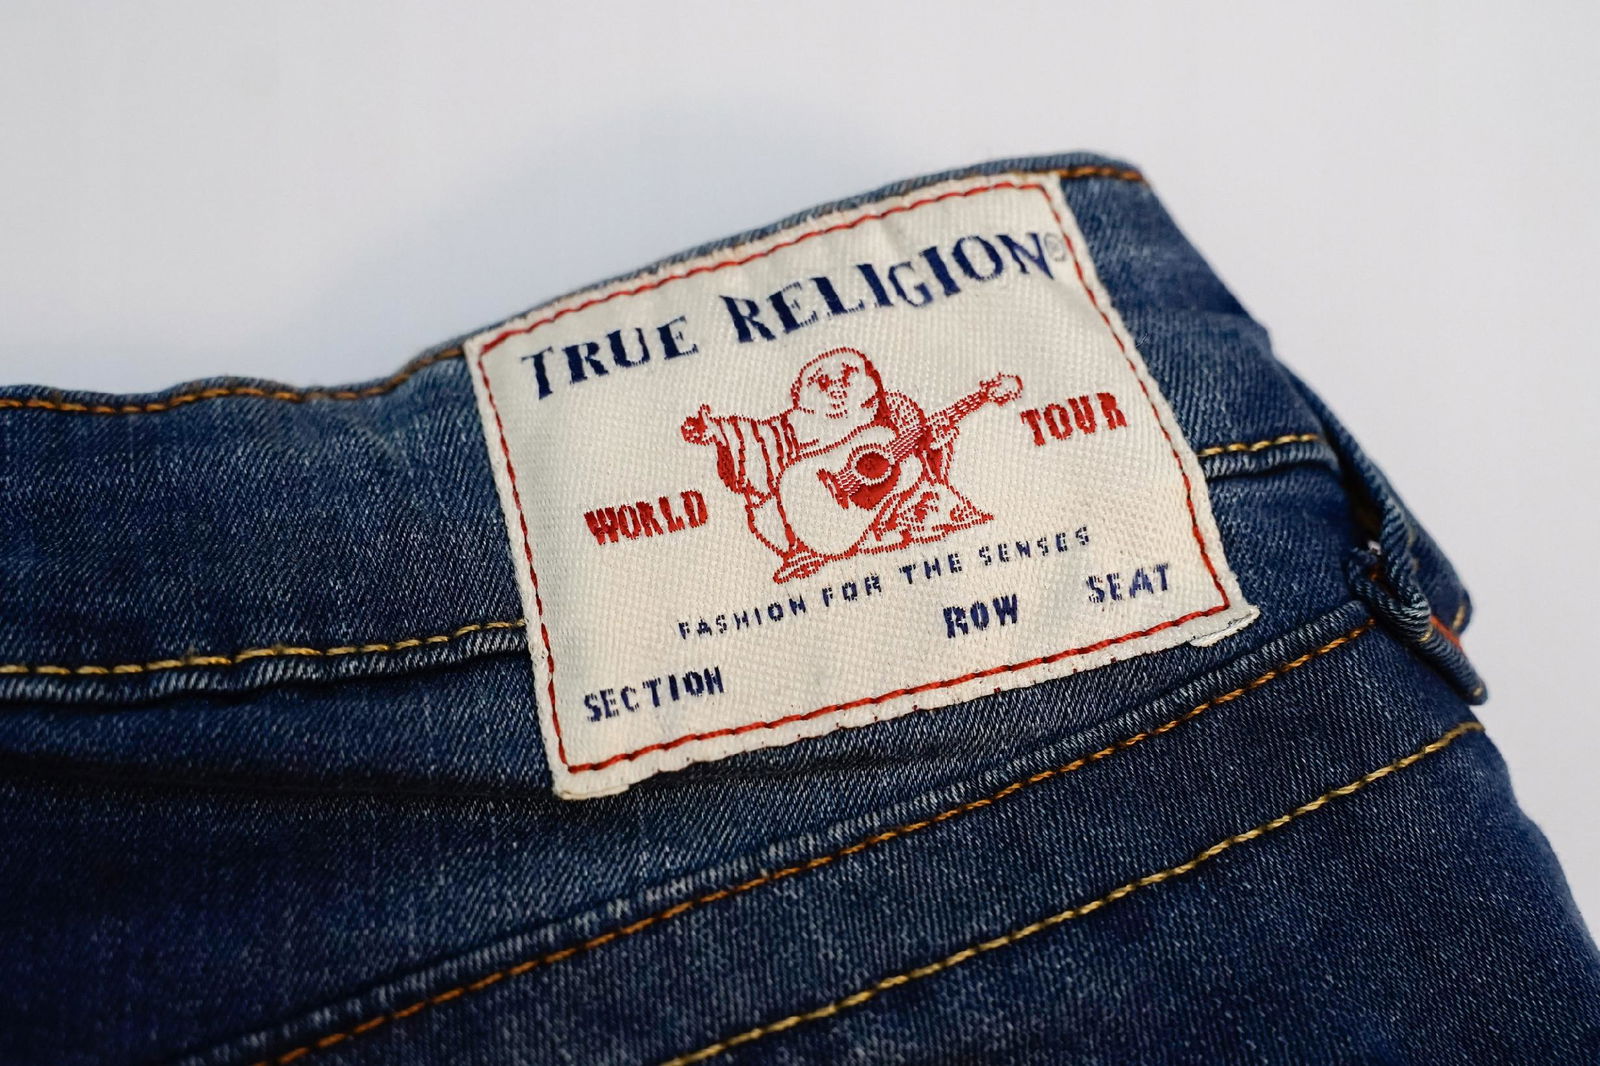 TRUE RELIGION®
WORLD TOUR
FASHION FOR THE SENSES
SECTION ROW SEAT